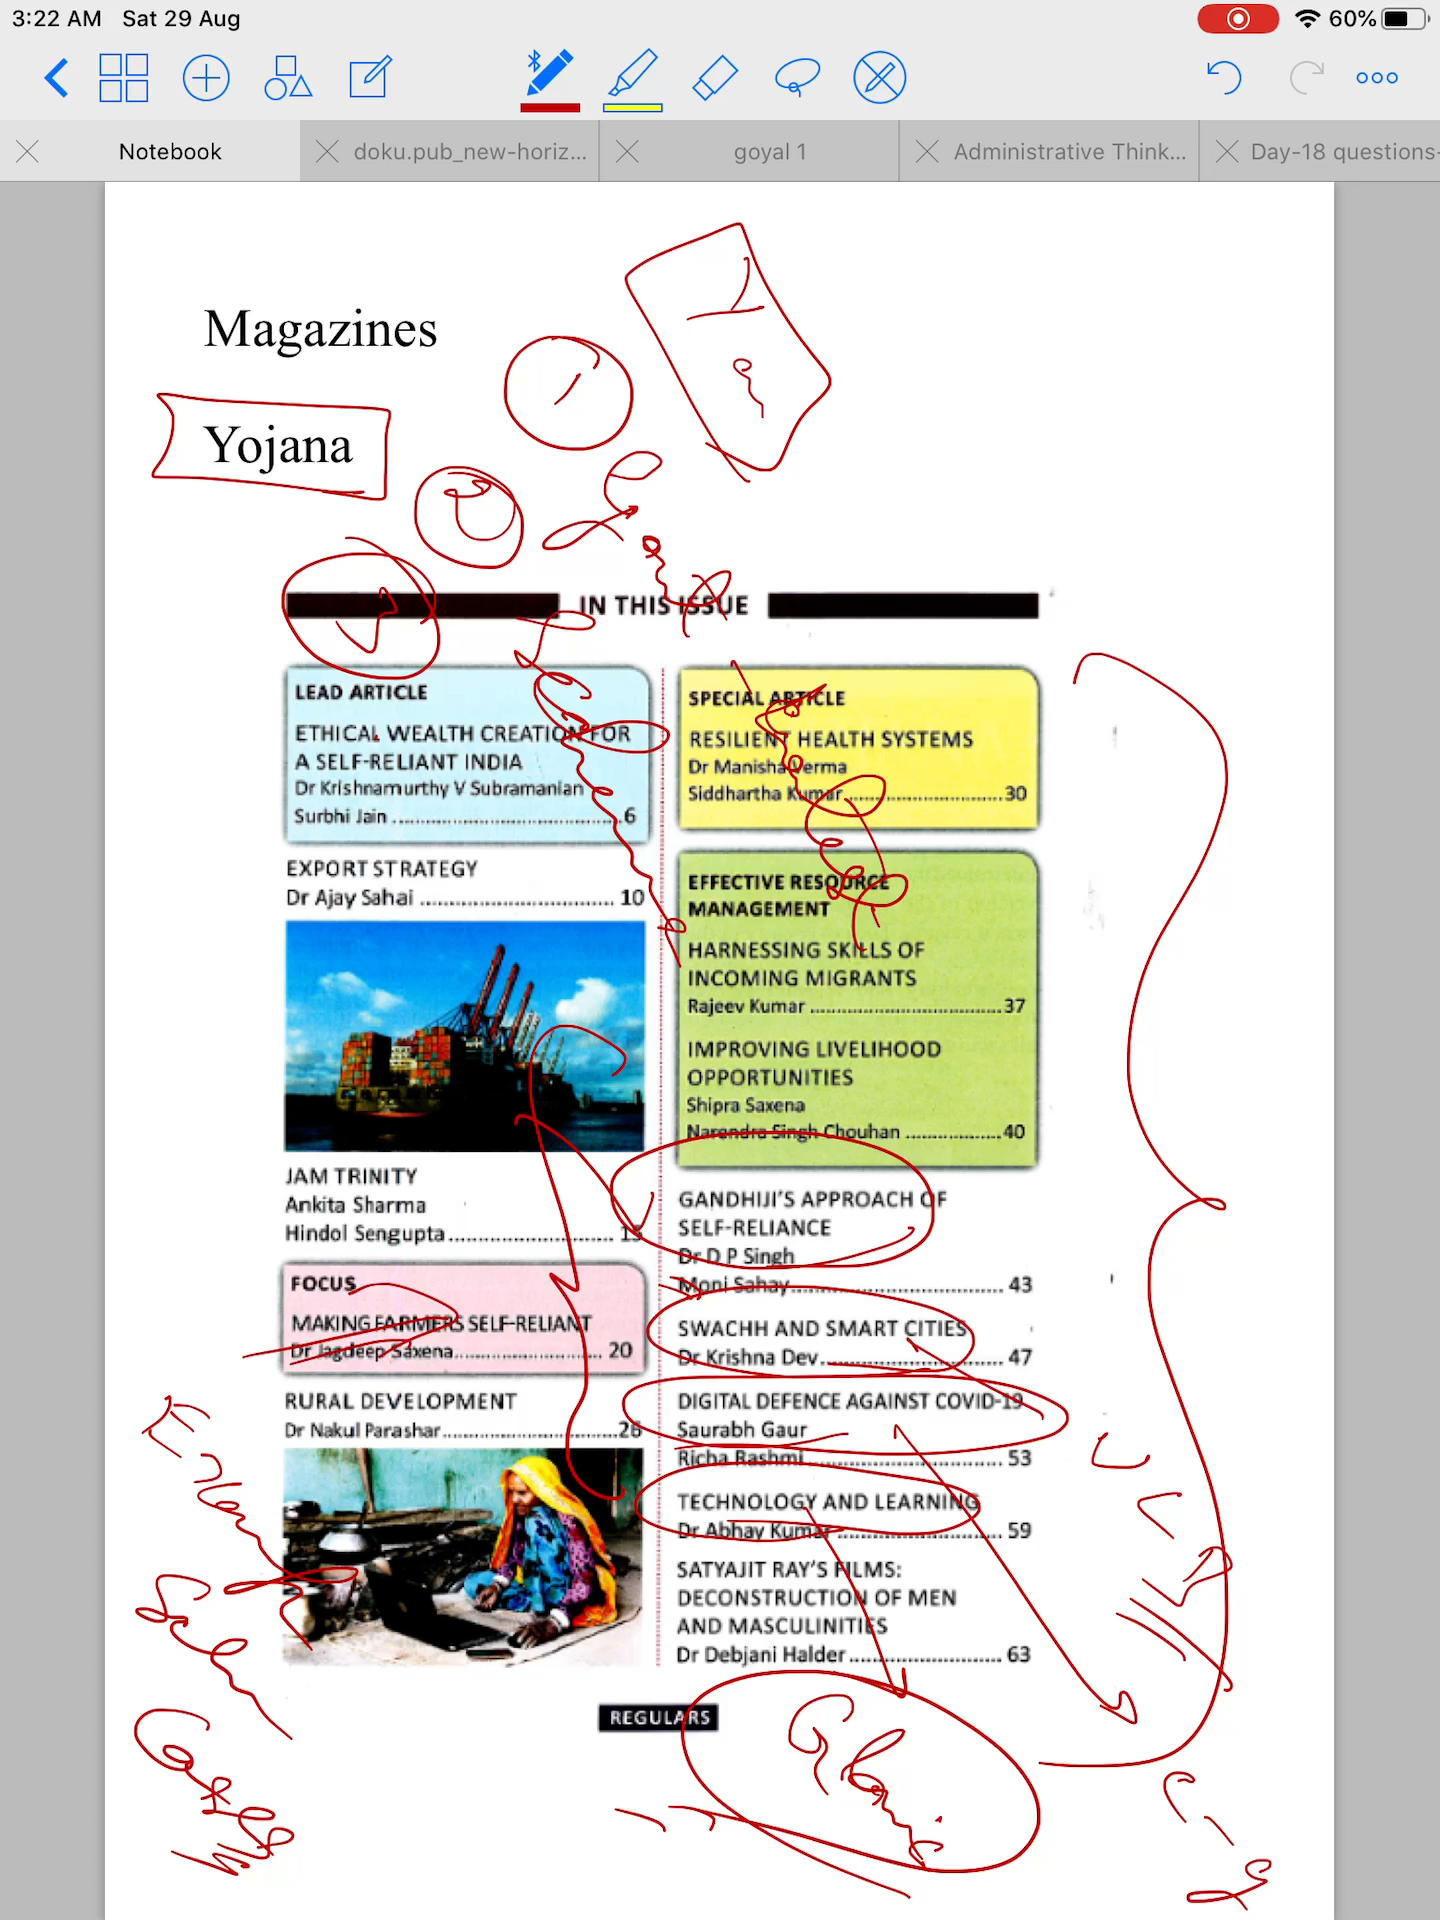 3:22 AM Sat 29 Aug 60%
Notebook doku.pub_new-horiz... goyal 1 Administrative Think... Day-18 questions-
Magazines
Yojana
IN THIS ISSUE
LEAD ARTICLE
ETHICAL WEALTH CREATION FOR
A SELF-RELIANT INDIA
Dr Krishnamurthy V Subramanian
Surbhi Jain ........ 6
EXPORT STRATEGY
Dr Ajay Sahai ........ 10
JAM TRINITY
Ankita Sharma
Hindol Sengupta ........
FOCUS
MAKING FARMERS SELF-RELIANT
Dr Jagdeep Saxena ........ 20
RURAL DEVELOPMENT
Dr Nakul Parashar ........ 26
SPECIAL ARTICLE
RESILIENT HEALTH SYSTEMS
Dr Manisha Verma
Siddhartha Kumar ........ 30
EFFECTIVE RESOURCE
MANAGEMENT
HARNESSING SKILLS OF
INCOMING MIGRANTS
Rajeev Kumar ........ 37
IMPROVING LIVELIHOOD
OPPORTUNITIES
Shipra Saxena
Narendra Singh Chouhan ........ 40
GANDHIJI'S APPROACH OF
SELF-RELIANCE
Dr D P Singh
Moni Sahay ........ 43
SWACHH AND SMART CITIES
Dr Krishna Dev ........ 47
DIGITAL DEFENCE AGAINST COVID-19
Saurabh Gaur
Richa Rashmi ........ 53
TECHNOLOGY AND LEARNING
Dr Abhay Kumar ........ 59
SATYAJIT RAY'S FILMS:
DECONSTRUCTION OF MEN
AND MASCULINITIES
Dr Debjani Halder ........ 63
REGULARS